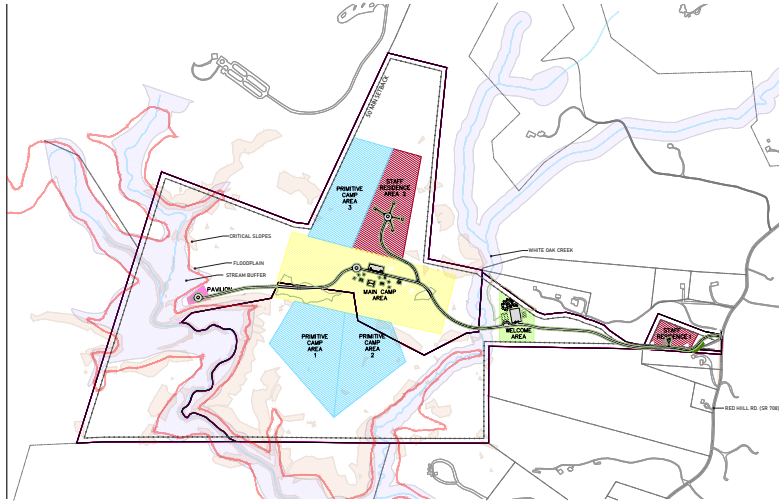 50' MIN SETBACK
PRIMITIVE
CAMP
AREA
3
STAFF
RESIDENCE
AREA 2
CRITICAL SLOPES
FLOODPLAIN
STREAM BUFFER
PAVILION
MAIN CAMP
AREA
WHITE OAK CREEK
WELCOME
AREA
STAFF
RESIDENCE 1
PRIMITIVE
CAMP
AREA
1
PRIMITIVE
CAMP
AREA
2
RED HILL RD. (SR 708)